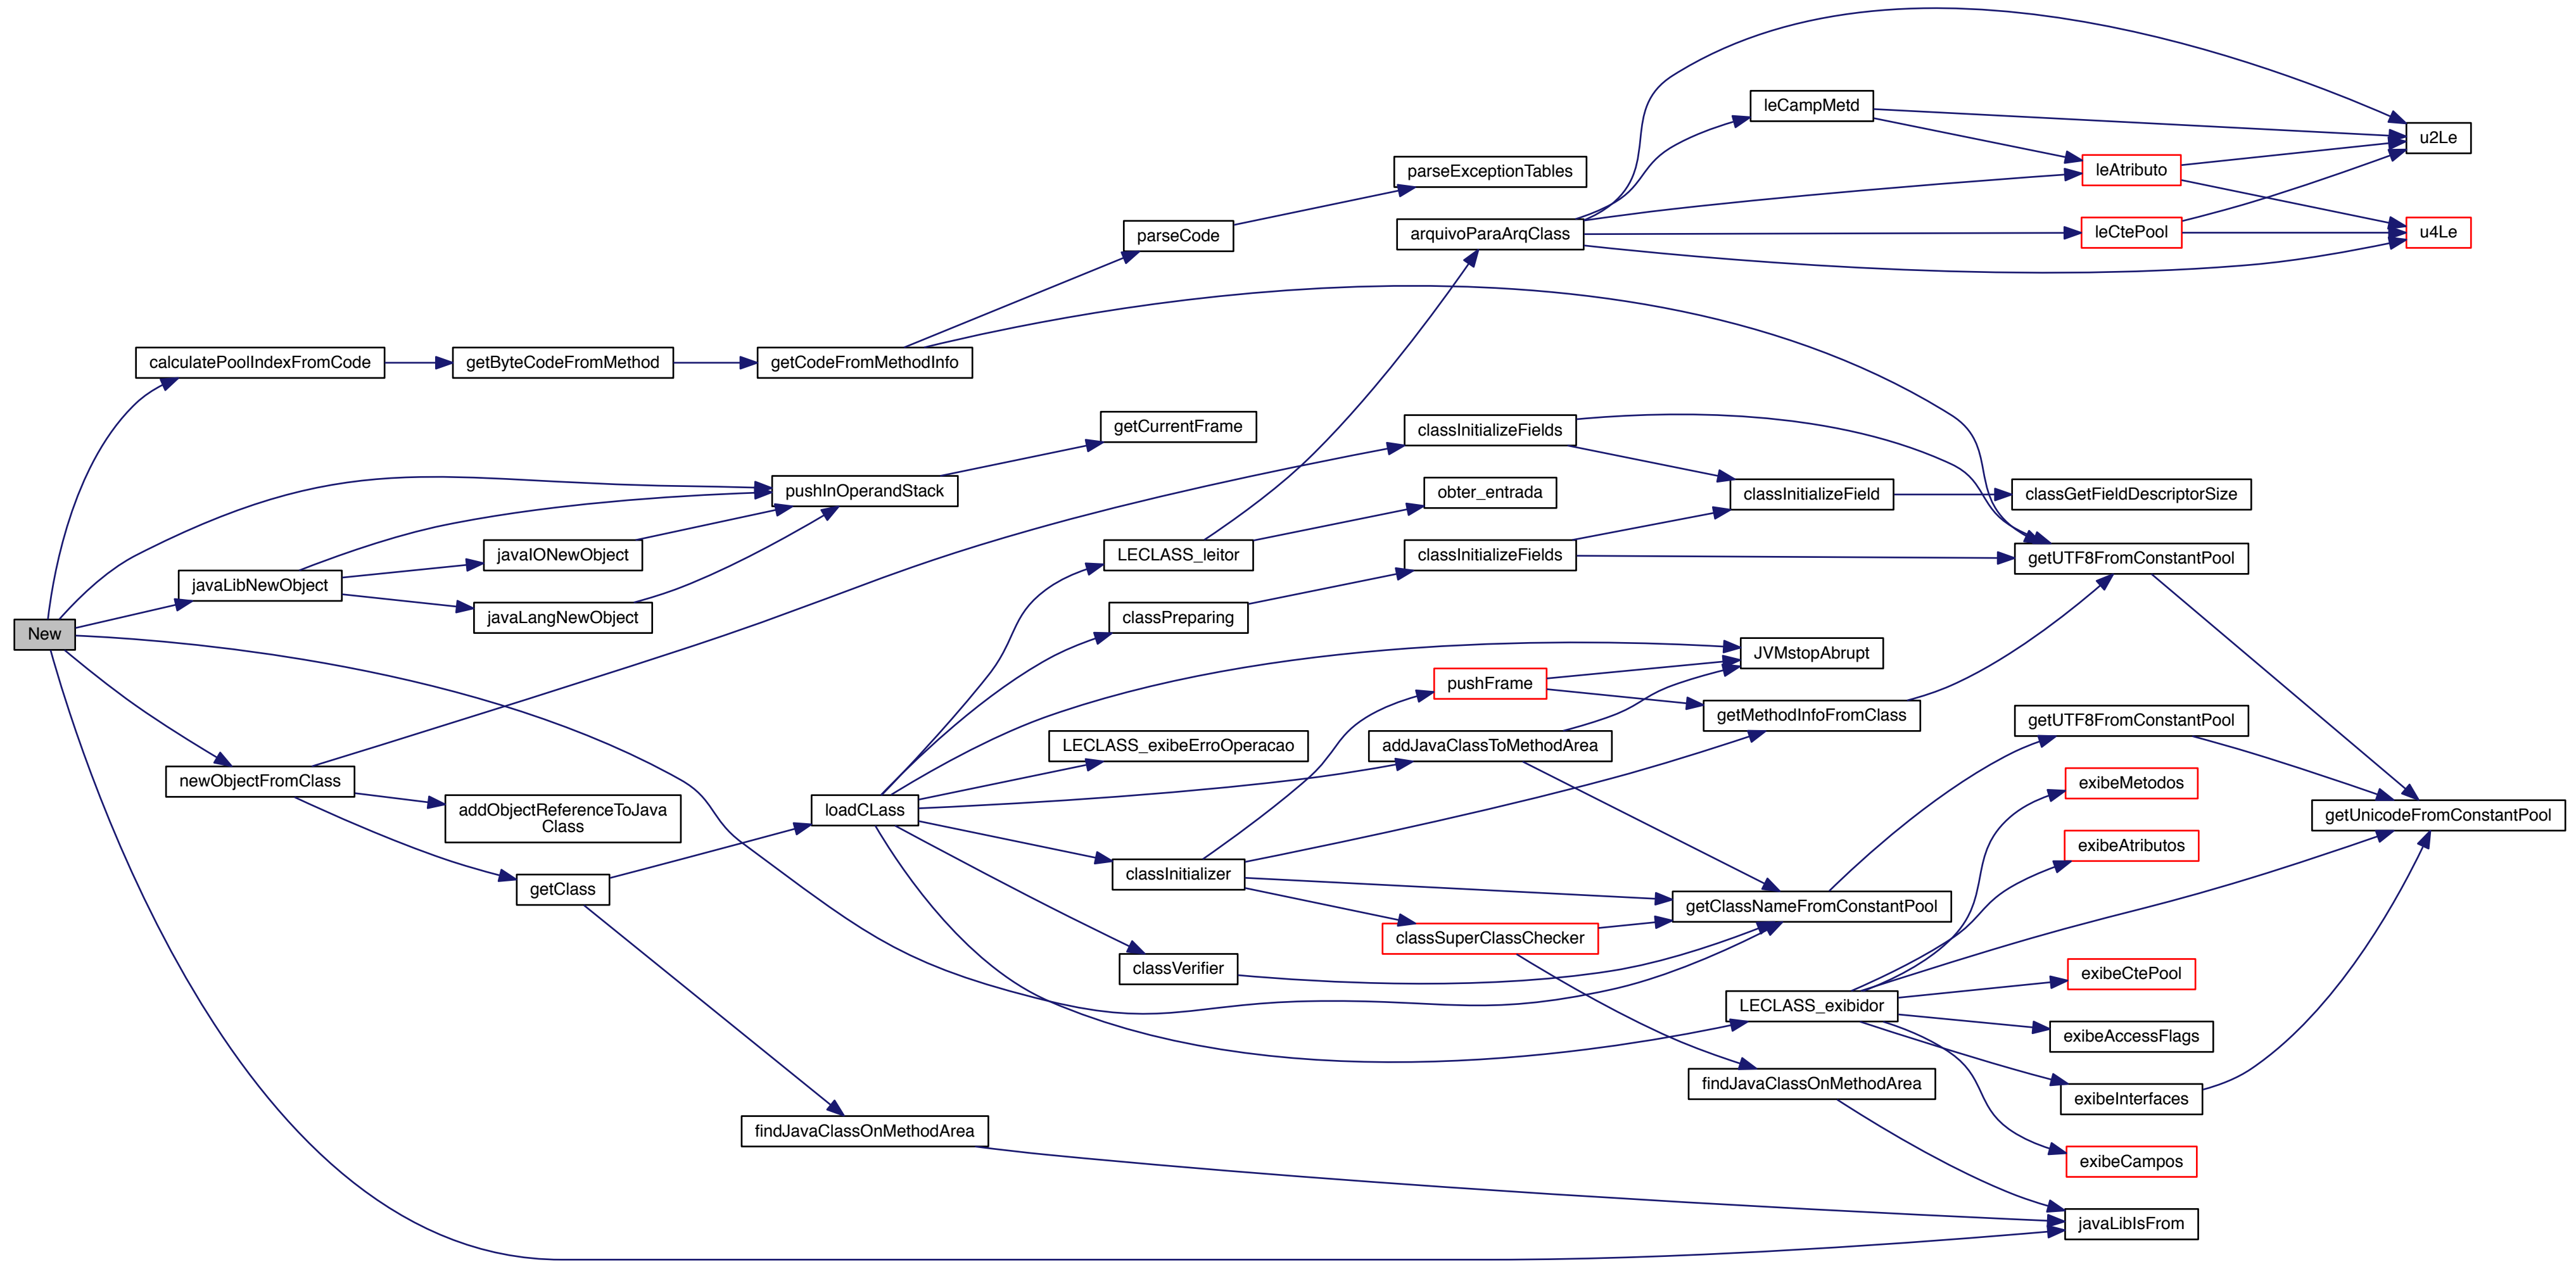 leCampMetd
u2Le
parseExceptionTables
leAtributo
parseCode
arquivoParaArqClass
leCtePool
u4Le
calculatePoolIndexFromCode
getByteCodeFromMethod
getCodeFromMethodInfo
getCurrentFrame
classInitializeFields
pushInOperandStack
obter_entrada
classInitializeField
classGetFieldDescriptorSize
javaIONewObject
LECLASS_leitor
classInitializeFields
getUTF8FromConstantPool
javaLibNewObject
javaLangNewObject
classPreparing
New
JVMstopAbrupt
pushFrame
getMethodInfoFromClass
getUTF8FromConstantPool
LECLASS_exibeErroOperacao
addJavaClassToMethodArea
newObjectFromClass
exibeMetodos
addObjectReferenceToJava
Class
loadCLass
getUnicodeFromConstantPool
exibeAtributos
classInitializer
getClass
getClassNameFromConstantPool
classSuperClassChecker
classVerifier
exibeCtePool
LECLASS_exibidor
exibeAccessFlags
findJavaClassOnMethodArea
exibeInterfaces
findJavaClassOnMethodArea
exibeCampos
javaLibIsFrom